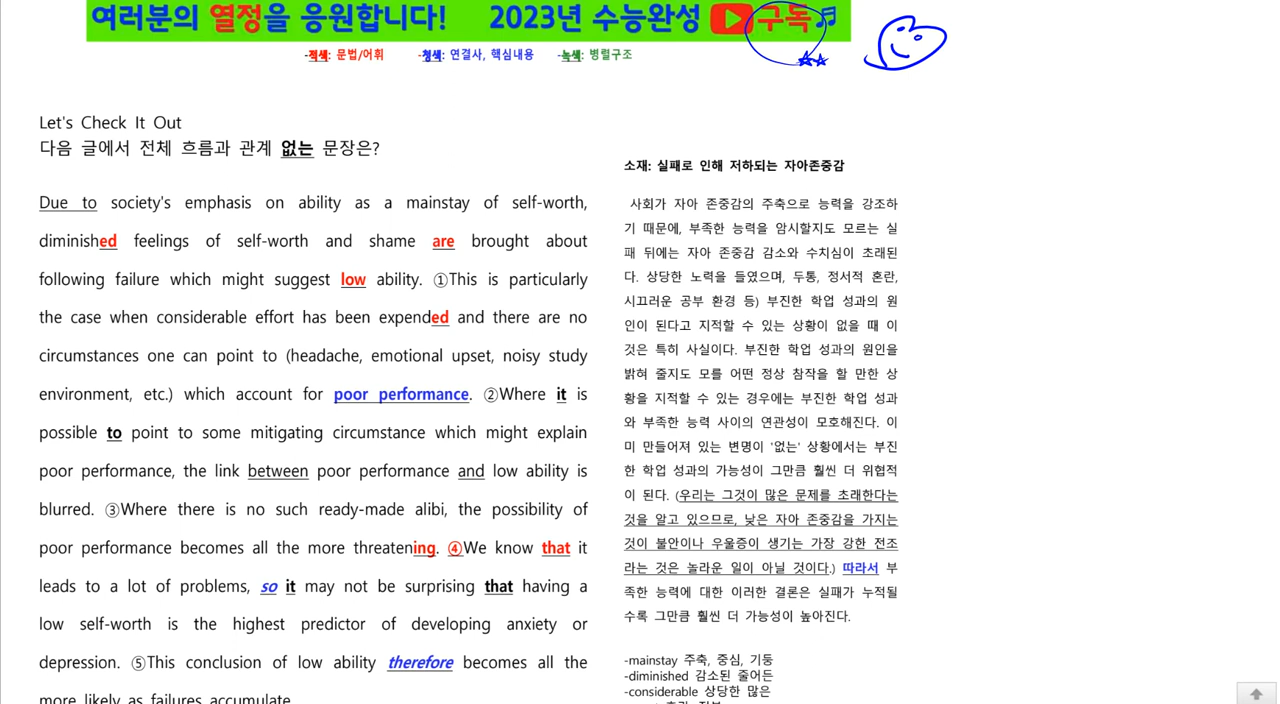 여러분의 열정을 응원합니다! 2023년 수능완성 구독
-적색: 문법/어휘 -청색: 연결사, 핵심내용 -녹색: 병렬구조
Let's Check It Out
다음 글에서 전체 흐름과 관계 없는 문장은?
Due to society's emphasis on ability as a mainstay of self-worth,
diminished feelings of self-worth and shame are brought about
following failure which might suggest low ability. ①This is particularly
the case when considerable effort has been expended and there are no
circumstances one can point to (headache, emotional upset, noisy study
environment, etc.) which account for poor performance. ②Where it is
possible to point to some mitigating circumstance which might explain
poor performance, the link between poor performance and low ability is
blurred. ③Where there is no such ready-made alibi, the possibility of
poor performance becomes all the more threatening. ④We know that it
leads to a lot of problems, so it may not be surprising that having a
low self-worth is the highest predictor of developing anxiety or
depression. ⑤This conclusion of low ability therefore becomes all the
more likely as failures accumulate.
소재: 실패로 인해 저하되는 자아존중감
사회가 자아 존중감의 주축으로 능력을 강조하
기 때문에, 부족한 능력을 암시할지도 모르는 실
패 뒤에는 자아 존중감 감소와 수치심이 초래된
다. 상당한 노력을 들였으며, 두통, 정서적 혼란,
시끄러운 공부 환경 등) 부진한 학업 성과의 원
인이 된다고 지적할 수 있는 상황이 없을 때 이
것은 특히 사실이다. 부진한 학업 성과의 원인을
밝혀 줄지도 모를 어떤 정상 참작을 할 만한 상
황을 지적할 수 있는 경우에는 부진한 학업 성과
와 부족한 능력 사이의 연관성이 모호해진다. 이
미 만들어져 있는 변명이 '없는' 상황에서는 부진
한 학업 성과의 가능성이 그만큼 훨씬 더 위협적
이 된다. (우리는 그것이 많은 문제를 초래한다는
것을 알고 있으므로, 낮은 자아 존중감을 가지는
것이 불안이나 우울증이 생기는 가장 강한 전조
라는 것은 놀라운 일이 아닐 것이다.) 따라서 부
족한 능력에 대한 이러한 결론은 실패가 누적될
수록 그만큼 훨씬 더 가능성이 높아진다.
-mainstay 주축, 중심, 기둥
-diminished 감소된 줄어든
-considerable 상당한 많은